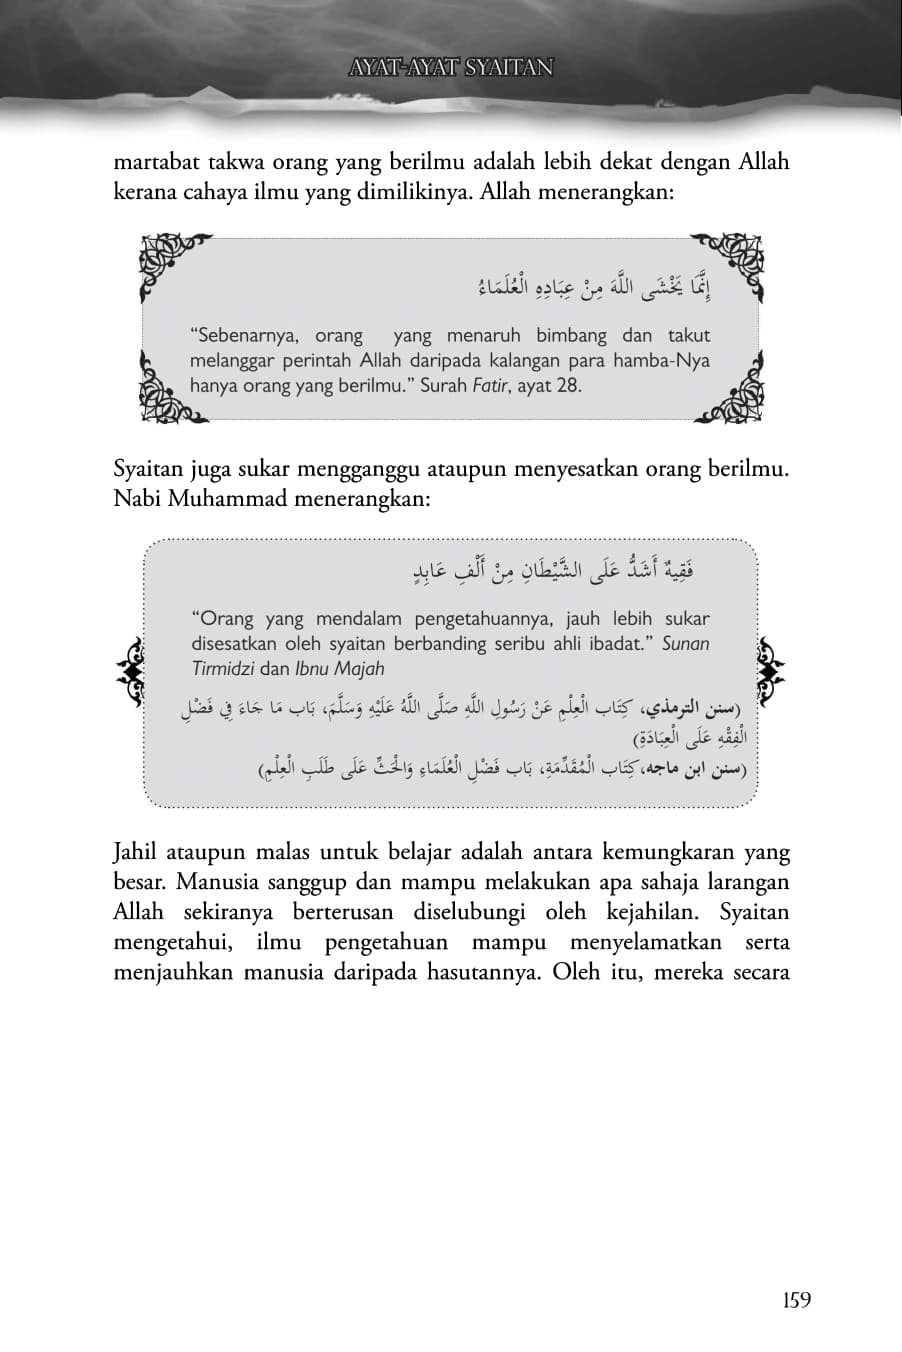 AYAT-AYAT SYAITAN
martabat takwa orang yang berilmu adalah lebih dekat dengan Allah
kerana cahaya ilmu yang dimilikinya. Allah menerangkan:
إِنَّمَا يَخْشَى اللَّهَ مِنْ عِبَادِهِ الْعُلَمَاءُ
“Sebenarnya, orang yang menaruh bimbang dan takut
melanggar perintah Allah daripada kalangan para hamba-Nya
hanya orang yang berilmu.” Surah Fatir, ayat 28.
Syaitan juga sukar mengganggu ataupun menyesatkan orang berilmu.
Nabi Muhammad menerangkan:
فَقِيهٌ أَشَدُّ عَلَى الشَّيْطَانِ مِنْ أَلْفِ عَابِدٍ
“Orang yang mendalam pengetahuannya, jauh lebih sukar
disesatkan oleh syaitan berbanding seribu ahli ibadat.” Sunan
Tirmidzi dan Ibnu Majah
(سنن الترمذي، كِتَاب الْعِلْمِ عَنْ رَسُولِ اللَّهِ صَلَّى اللَّهُ عَلَيْهِ وَسَلَّمَ، بَاب مَا جَاءَ فِي فَضْلِ
الْفِقْهِ عَلَى الْعِبَادَةِ)
(سنن ابن ماجه، كِتَاب الْمُقَدِّمَةِ، بَاب فَضْلِ الْعُلَمَاءِ وَالْحَثِّ عَلَى طَلَبِ الْعِلْمِ)
Jahil ataupun malas untuk belajar adalah antara kemungkaran yang
besar. Manusia sanggup dan mampu melakukan apa sahaja larangan
Allah sekiranya berterusan diselubungi oleh kejahilan. Syaitan
mengetahui, ilmu pengetahuan mampu menyelamatkan serta
menjauhkan manusia daripada hasutannya. Oleh itu, mereka secara
159